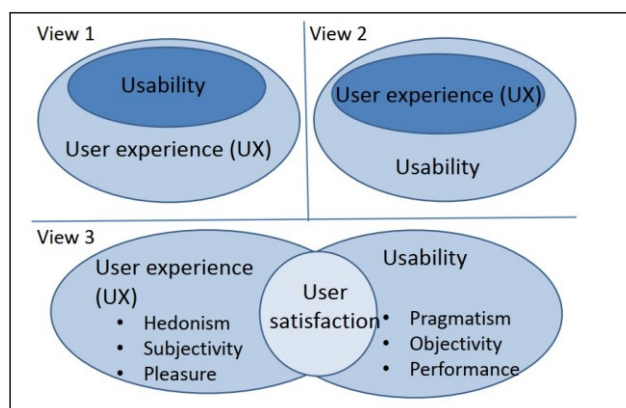 View 1
Usability
User experience (UX)
View 2
User experience (UX)
Usability
View 3
User experience
(UX)
• Hedonism
• Subjectivity
• Pleasure
User
satisfaction
Usability
• Pragmatism
• Objectivity
• Performance